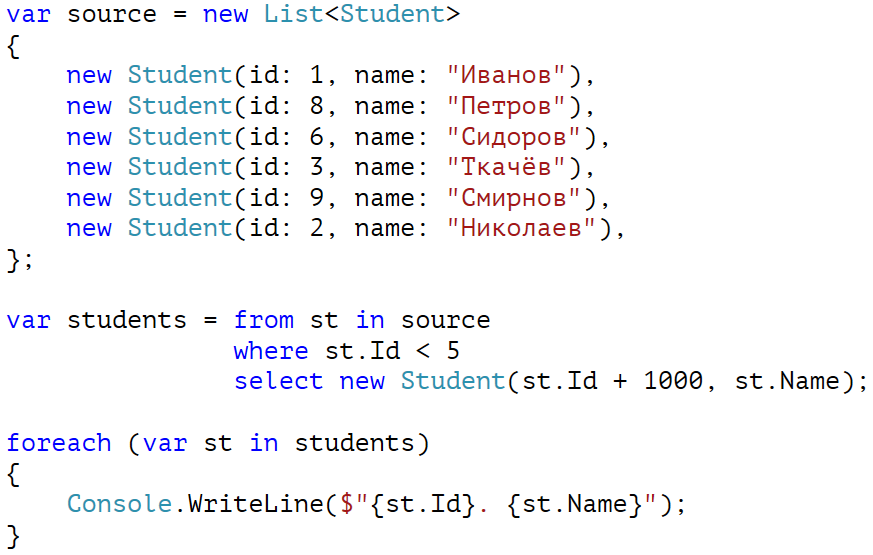 var source = new List<Student>
{
    new Student(id: 1, name: "Иванов"),
    new Student(id: 8, name: "Петров"),
    new Student(id: 6, name: "Сидоров"),
    new Student(id: 3, name: "Ткачёв"),
    new Student(id: 9, name: "Смирнов"),
    new Student(id: 2, name: "Николаев"),
};

var students = from st in source
               where st.Id < 5
               select new Student(st.Id + 1000, st.Name);

foreach (var st in students)
{
    Console.WriteLine($"{st.Id}. {st.Name}");
}